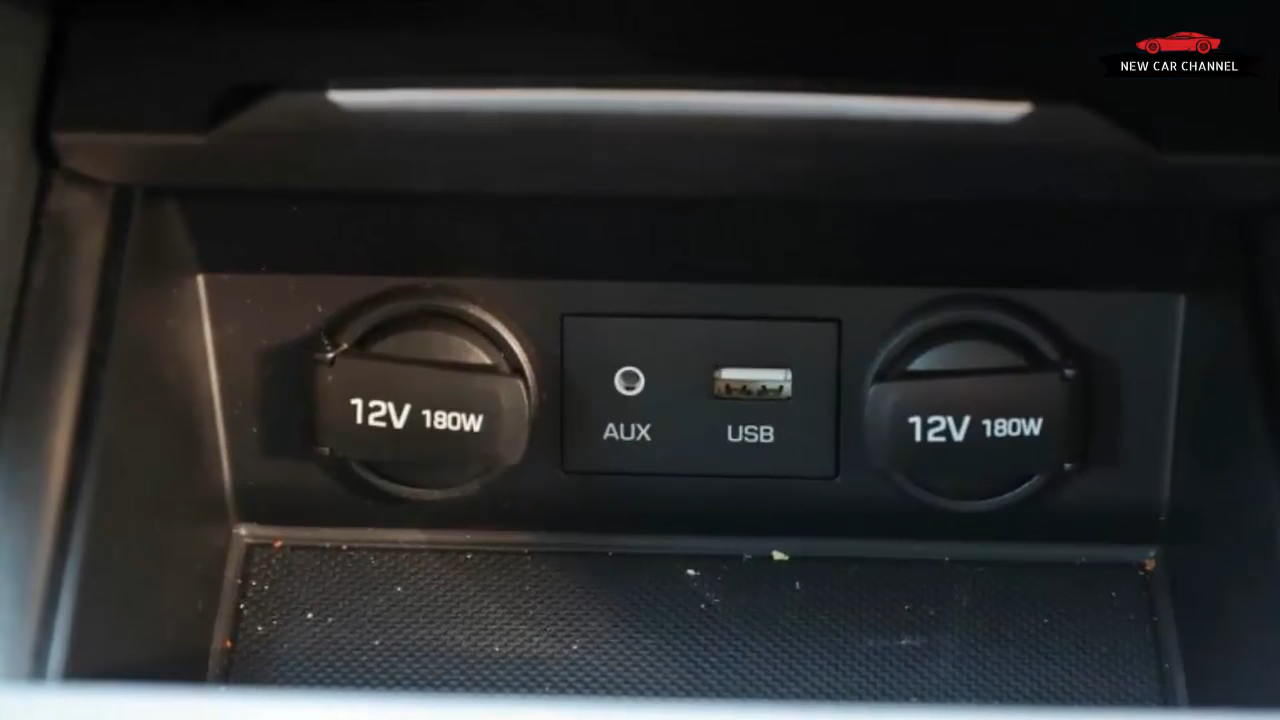 NEW CAR CHANNEL
12V 180W
AUX
USB
12V 180W